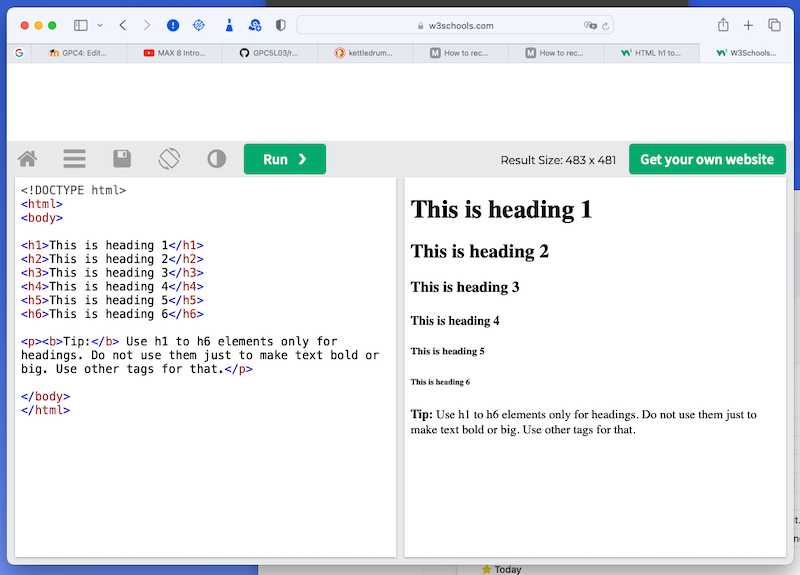 w3schools.com
GPC4: Edit...
MAX 8 Intro...
GPC5L03/r...
kettledrum...
How to rec...
How to rec...
HTML h1 to...
W3Schools...
Run ❯
Result Size: 483 x 481
Get your own website
<!DOCTYPE html>
<html>
<body>
<h1>This is heading 1</h1>
<h2>This is heading 2</h2>
<h3>This is heading 3</h3>
<h4>This is heading 4</h4>
<h5>This is heading 5</h5>
<h6>This is heading 6</h6>
<p><b>Tip:</b> Use h1 to h6 elements only for
headings. Do not use them just to make text bold or
big. Use other tags for that.</p>
</body>
</html>
This is heading 1
This is heading 2
This is heading 3
This is heading 4
This is heading 5
This is heading 6
Tip: Use h1 to h6 elements only for headings. Do not use them just to
make text bold or big. Use other tags for that.
Today